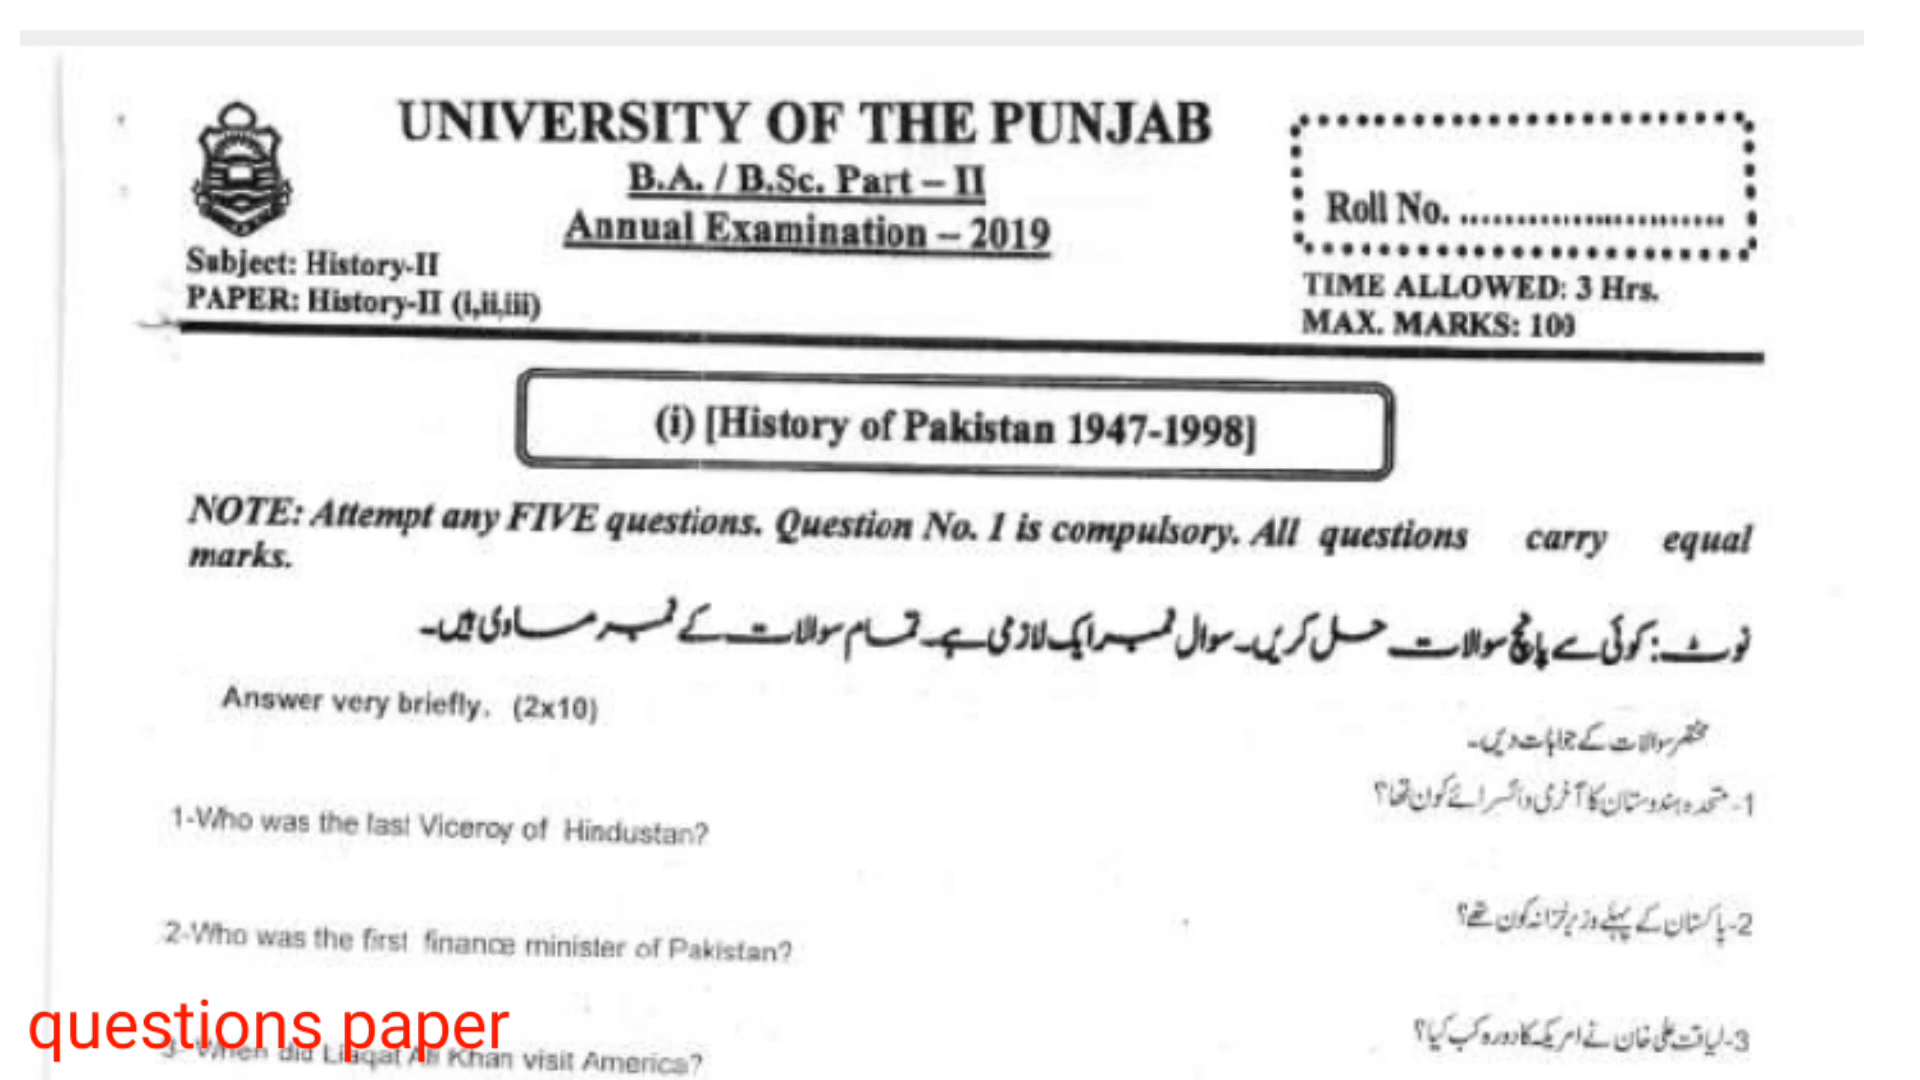 UNIVERSITY OF THE PUNJAB
B.A. / B.Sc. Part – II
Annual Examination – 2019
Roll No. ..........................
Subject: History-II
PAPER: History-II (i,ii,iii)
TIME ALLOWED: 3 Hrs.
MAX. MARKS: 100
(i) [History of Pakistan 1947-1998]
NOTE: Attempt any FIVE questions. Question No. 1 is compulsory. All questions carry equal
marks.
نوٹ: کوئی سے پانچ سوالات حل کریں۔ سوال نمبر ایک لازمی ہے۔ تمام سوالات کے نمبر مساوی ہیں۔
Answer very briefly. (2x10)
مختصر سوالات کے جوابات دیں۔
1-Who was the last Viceroy of Hindustan?
1- متحدہ ہندوستان کا آخری وائسرائے کون تھا؟
2-Who was the first finance minister of Pakistan?
2-پاکستان کے پہلے وزیر خزانہ کون تھے؟
3- When did Liaqat Ali Khan visit America?
3-لیاقت علی خان نے امریکہ کا دورہ کب کیا؟
questions paper